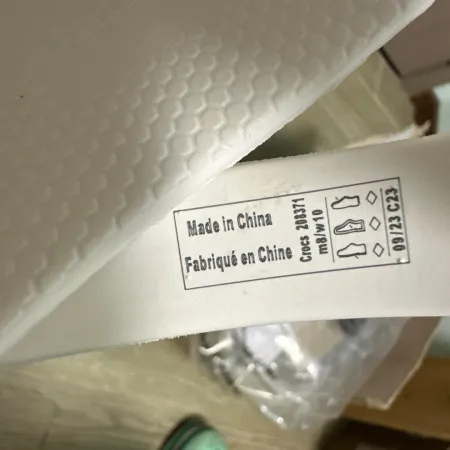 Made in China
Fabriqué en Chine
Crocs 208371
m8/w10
09/23 C23